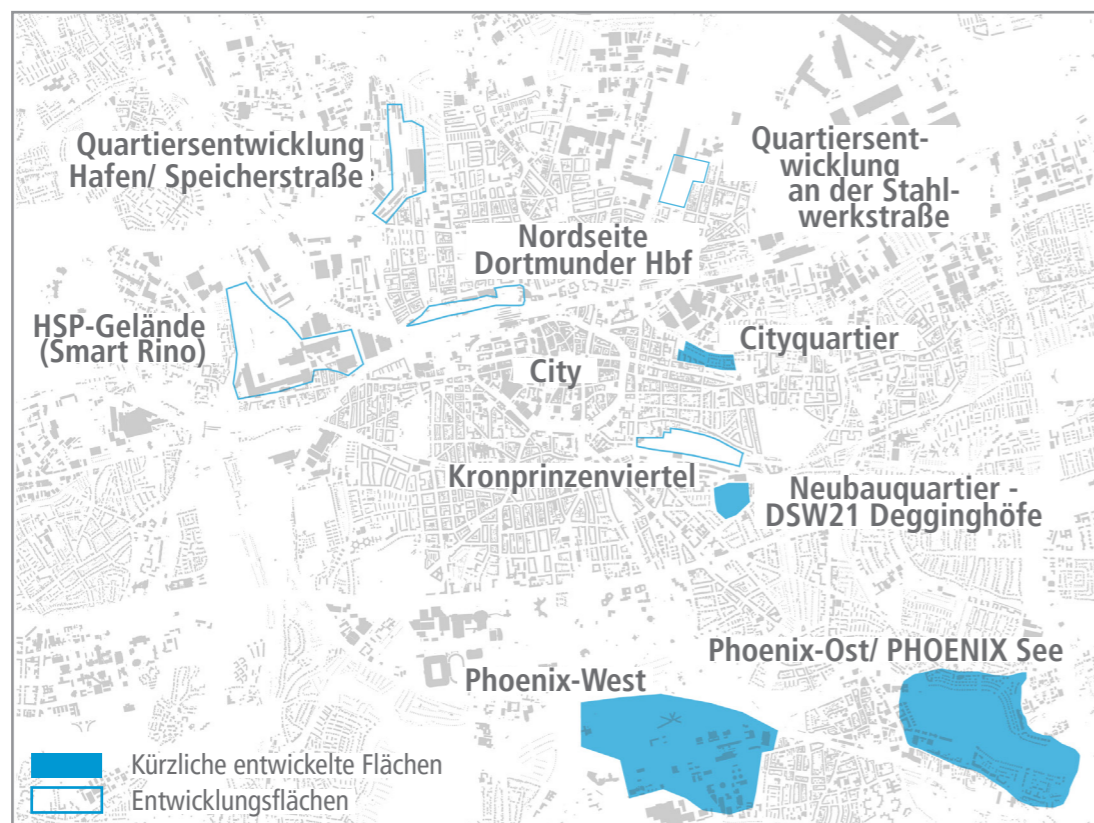 Quartiersentwicklung
Hafen/ Speicherstraße
Quartiersent-
wicklung
an der Stahl-
werkstraße
Nordseite
Dortmunder Hbf
HSP-Gelände
(Smart Rino)
Cityquartier
City
Kronprinzenviertel
Neubauquartier -
DSW21 Degginghöfe
Phoenix-Ost/ PHOENIX See
Phoenix-West
Kürzliche entwickelte Flächen
Entwicklungsflächen